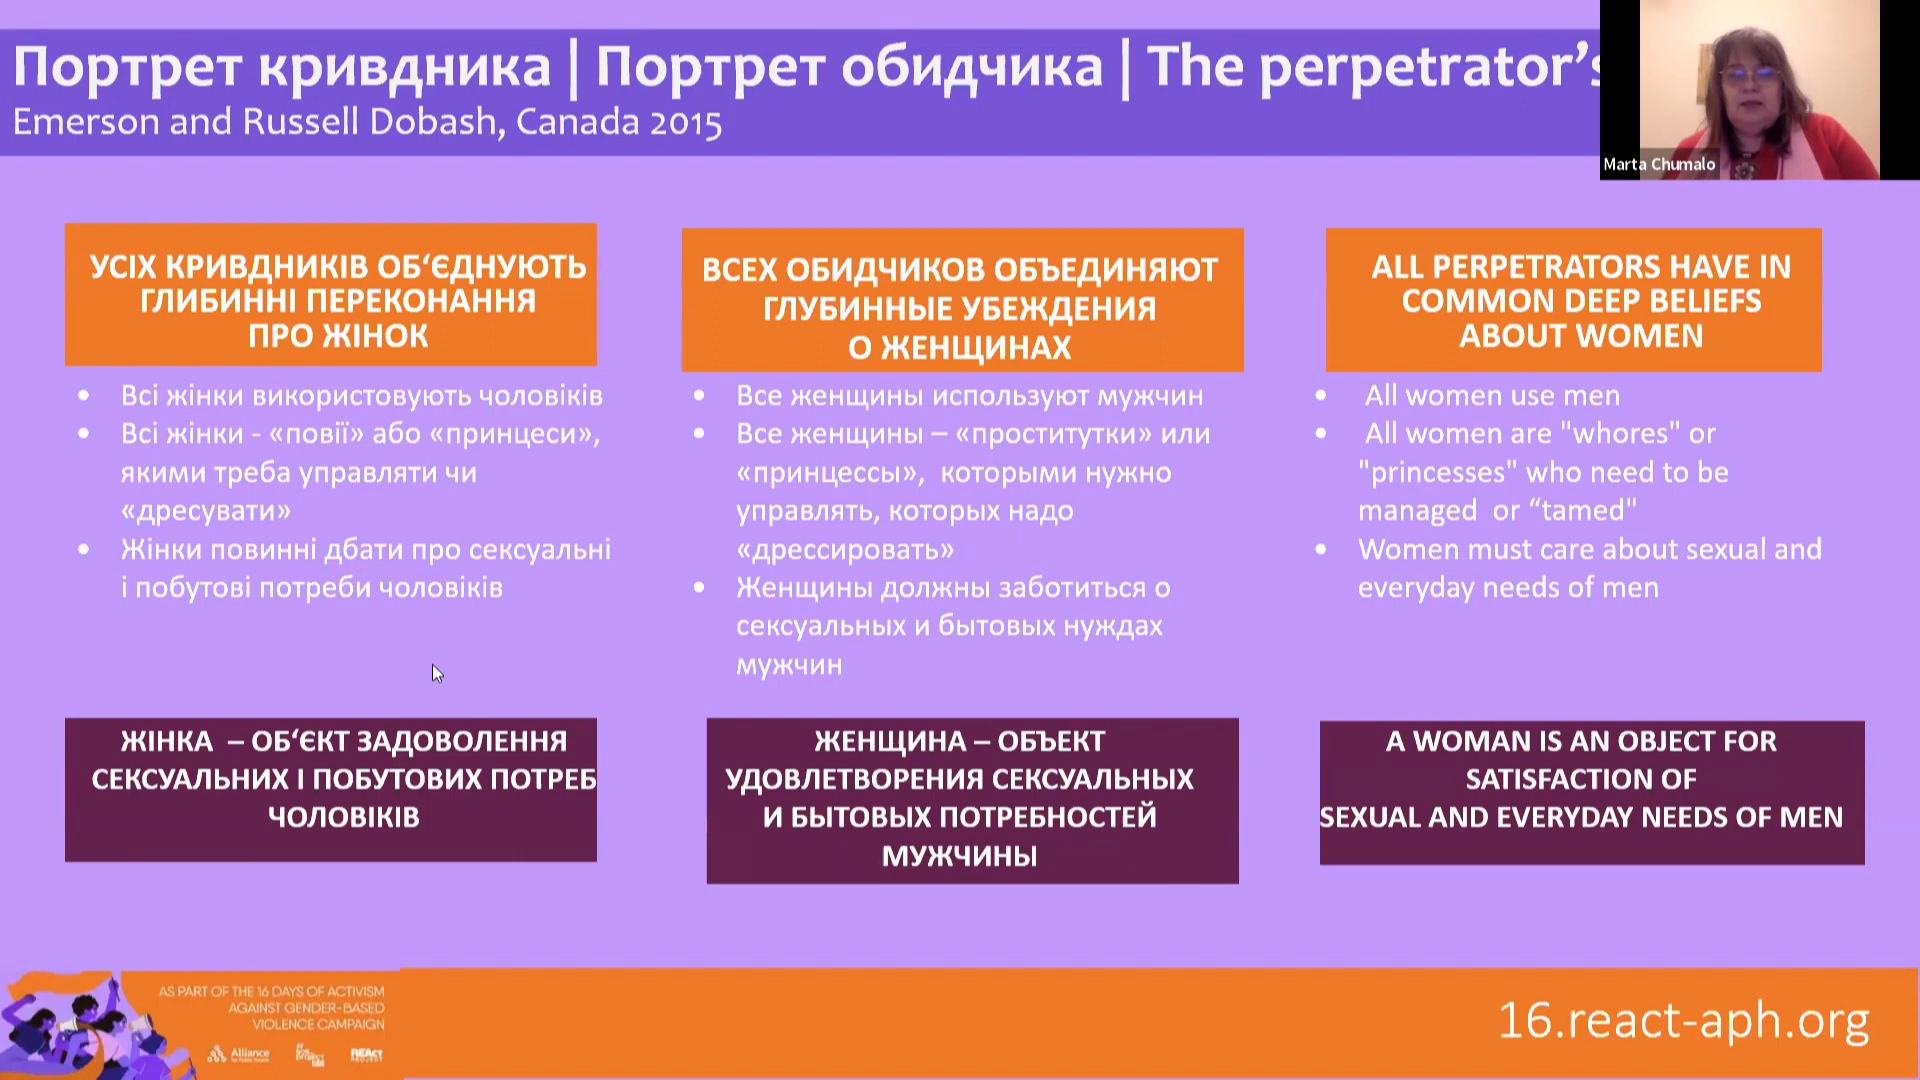 Портрет кривдника | Портрет обидчика | The perpetrator’s
Emerson and Russell Dobash, Canada 2015
Marta Chumalo
УСІХ КРИВДНИКІВ ОБ‘ЄДНУЮТЬ
ГЛИБИННІ ПЕРЕКОНАННЯ
ПРО ЖІНОК
• Всі жінки використовують чоловіків
• Всі жінки - «повії» або «принцеси»,
якими треба управляти чи
«дресувати»
• Жінки повинні дбати про сексуальні
і побутові потреби чоловіків
ЖІНКА – ОБ‘ЄКТ ЗАДОВОЛЕННЯ
СЕКСУАЛЬНИХ І ПОБУТОВИХ ПОТРЕБ
ЧОЛОВІКІВ
ВСЕХ ОБИДЧИКОВ ОБЪЕДИНЯЮТ
ГЛУБИННЫЕ УБЕЖДЕНИЯ
О ЖЕНЩИНАХ
• Все женщины используют мужчин
• Все женщины – «проститутки» или
«принцессы», которыми нужно
управлять, которых надо
«дрессировать»
• Женщины должны заботиться о
сексуальных и бытовых нуждах
мужчин
ЖЕНЩИНА – ОБЪЕКТ
УДОВЛЕТВОРЕНИЯ СЕКСУАЛЬНЫХ
И БЫТОВЫХ ПОТРЕБНОСТЕЙ
МУЖЧИНЫ
ALL PERPETRATORS HAVE IN
COMMON DEEP BELIEFS
ABOUT WOMEN
• All women use men
• All women are "whores" or
"princesses" who need to be
managed or “tamed"
• Women must care about sexual and
everyday needs of men
A WOMAN IS AN OBJECT FOR
SATISFACTION OF
SEXUAL AND EVERYDAY NEEDS OF MEN
AS PART OF THE 16 DAYS OF ACTIVISM
AGAINST GENDER-BASED
VIOLENCE CAMPAIGN
Alliance
REAct
16.react-aph.org